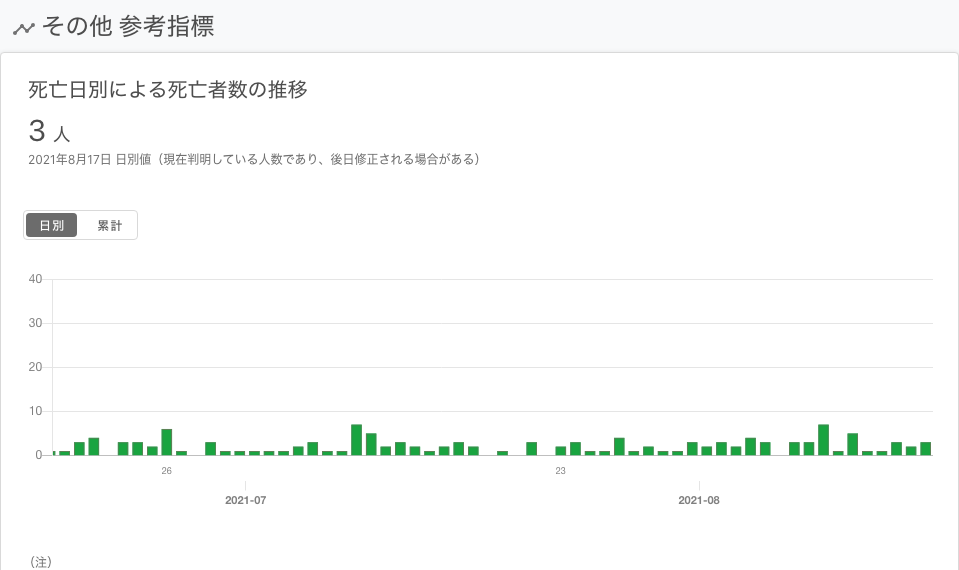 その他 参考指標
死亡日別による死亡者数の推移
3 人
2021年8月17日 日別値（現在判明している人数であり、後日修正される場合がある）
日別 累計
40
30
20
10
0
26 23
2021-07 2021-08
（注）